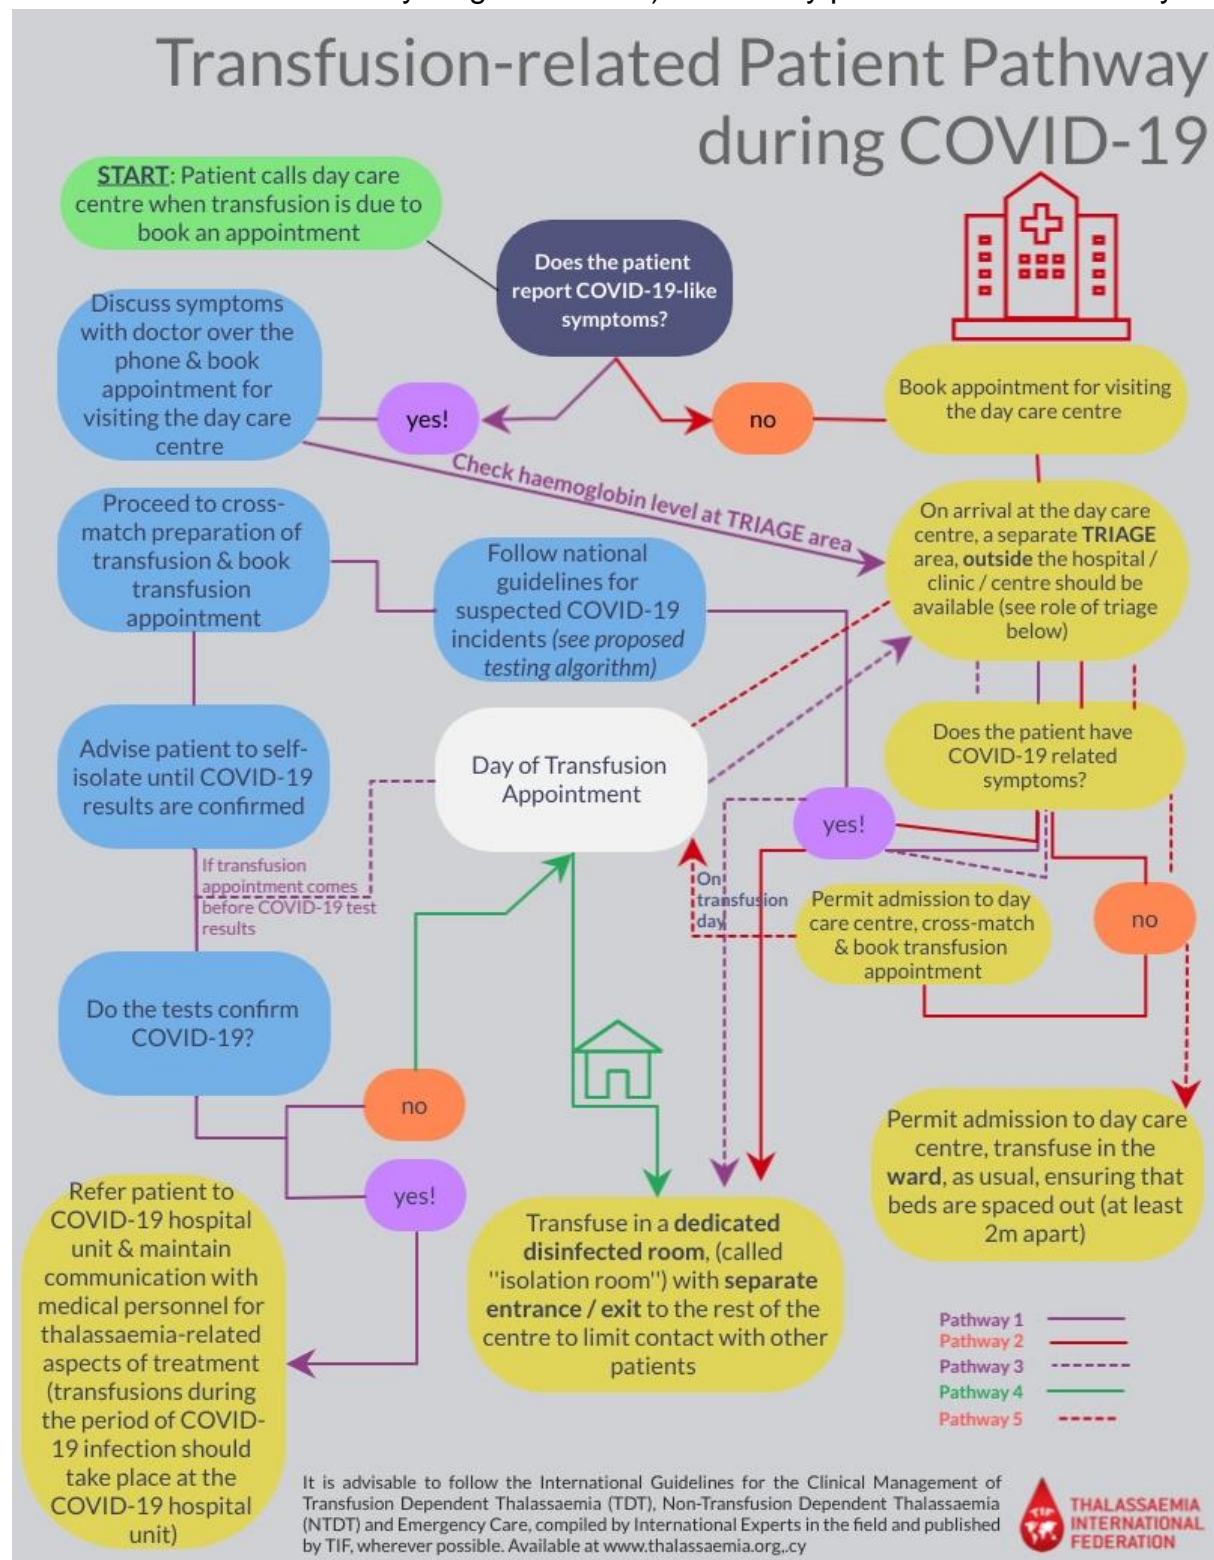 Transfusion-related Patient Pathway
during COVID-19
START: Patient calls day care
centre when transfusion is due to
book an appointment
Does the patient
report COVID-19-like
symptoms?
Discuss symptoms
with doctor over the
phone & book
appointment for
visiting the day care
centre
yes!
no
Book appointment for visiting
the day care centre
Check haemoglobin level at TRIAGE area
Proceed to cross-
match preparation of
transfusion & book
transfusion
appointment
Follow national
guidelines for
suspected COVID-19
incidents (see proposed
testing algorithm)
On arrival at the day care
centre, a separate TRIAGE
area, outside the hospital /
clinic / centre should be
available (see role of triage
below)
Advise patient to self-
isolate until COVID-19
results are confirmed
Day of Transfusion
Appointment
Does the patient have
COVID-19 related
symptoms?
yes!
If transfusion
appointment comes
before COVID-19 test
results
On
transfusion
day
Permit admission to day
care centre, cross-match
& book transfusion
appointment
no
Do the tests confirm
COVID-19?
no
yes!
Permit admission to day care
centre, transfuse in the
ward, as usual, ensuring that
beds are spaced out (at least
2m apart)
Refer patient to
COVID-19 hospital
unit & maintain
communication with
medical personnel for
thalassaemia-related
aspects of treatment
(transfusions during
the period of COVID-
19 infection should
take place at the
COVID-19 hospital
unit)
Transfuse in a dedicated
disinfected room, (called
"isolation room") with separate
entrance / exit to the rest of the
centre to limit contact with other
patients
Pathway 1
Pathway 2
Pathway 3
Pathway 4
Pathway 5
It is advisable to follow the International Guidelines for the Clinical Management of
Transfusion Dependent Thalassaemia (TDT), Non-Transfusion Dependent Thalassaemia
(NTDT) and Emergency Care, compiled by International Experts in the field and published
by TIF, wherever possible. Available at www.thalassaemia.org,.cy
TIF
THALASSAEMIA
INTERNATIONAL
FEDERATION